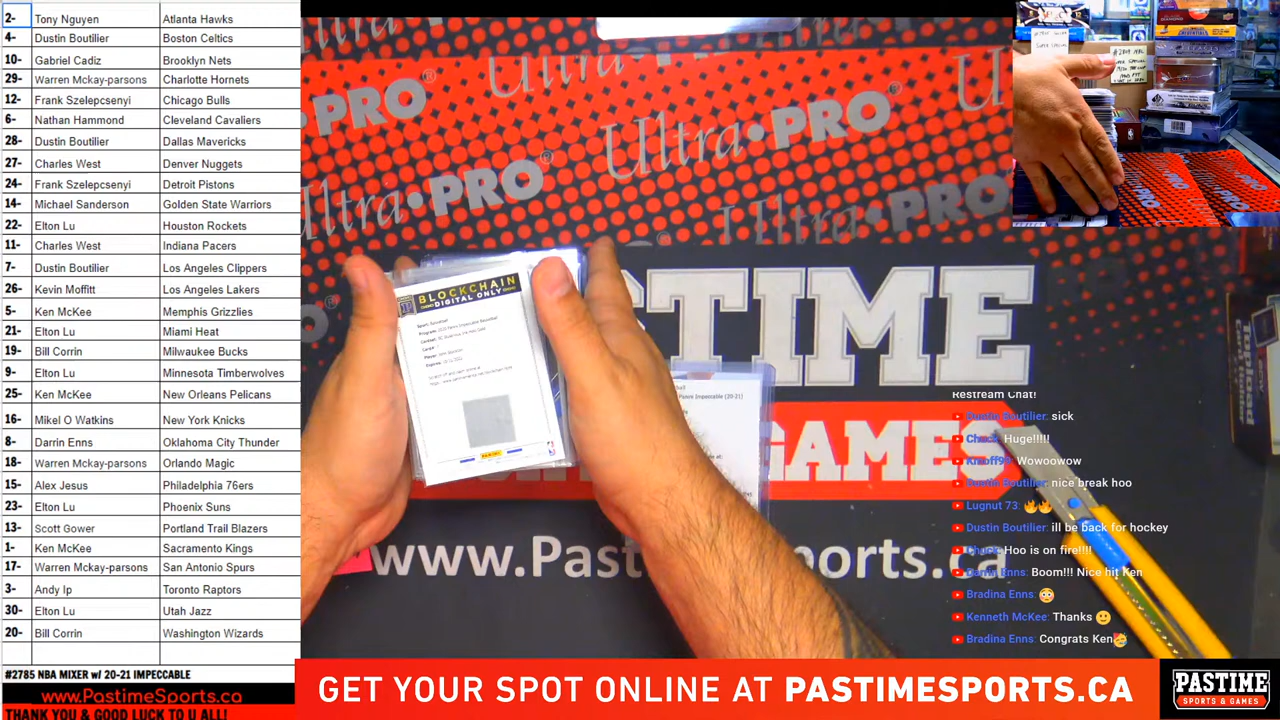 2- Tony Nguyen Atlanta Hawks
4- Dustin Boutilier Boston Celtics
10- Gabriel Cadiz Brooklyn Nets
29- Warren Mckay-parsons Charlotte Hornets
12- Frank Szelepcsenyi Chicago Bulls
6- Nathan Hammond Cleveland Cavaliers
28- Dustin Boutilier Dallas Mavericks
27- Charles West Denver Nuggets
24- Frank Szelepcsenyi Detroit Pistons
14- Michael Sanderson Golden State Warriors
22- Elton Lu Houston Rockets
11- Charles West Indiana Pacers
7- Dustin Boutilier Los Angeles Clippers
26- Kevin Moffitt Los Angeles Lakers
5- Ken McKee Memphis Grizzlies
21- Elton Lu Miami Heat
19- Bill Corrin Milwaukee Bucks
9- Elton Lu Minnesota Timberwolves
25- Ken McKee New Orleans Pelicans
16- Mikel O Watkins New York Knicks
8- Darrin Enns Oklahoma City Thunder
18- Warren Mckay-parsons Orlando Magic
15- Alex Jesus Philadelphia 76ers
23- Elton Lu Phoenix Suns
13- Scott Gower Portland Trail Blazers
1- Ken McKee Sacramento Kings
17- Warren Mckay-parsons San Antonio Spurs
3- Andy Ip Toronto Raptors
30- Elton Lu Utah Jazz
20- Bill Corrin Washington Wizards
#2785 NBA MIXER w/ 20-21 IMPECCABLE
www.PastimeSports.ca
THANK YOU & GOOD LUCK TO U ALL!
Ultra·PRO®
Ultra·PRO®
Ultra·PRO
BLOCKCHAIN
DIGITAL ONLY
STIME
GAMES
www.Pas ports.ca
Restream Chat!
Dustin Boutilier: sick
Chuck: Huge!!!!!
Wowoowow
Dustin Boutilier: nice break hoo
Lugnut 73: 🔥🔥
Dustin Boutilier: ill be back for hockey
Chuck: Hoo is on fire!!!!
Darrin Enns: Boom!!! Nice hit Ken
Bradina Enns: 😳
Kenneth McKee: Thanks 🙂
Bradina Enns: Congrats Ken🥳
GET YOUR SPOT ONLINE AT PASTIMESPORTS.CA
PASTIME
SPORTS & GAMES